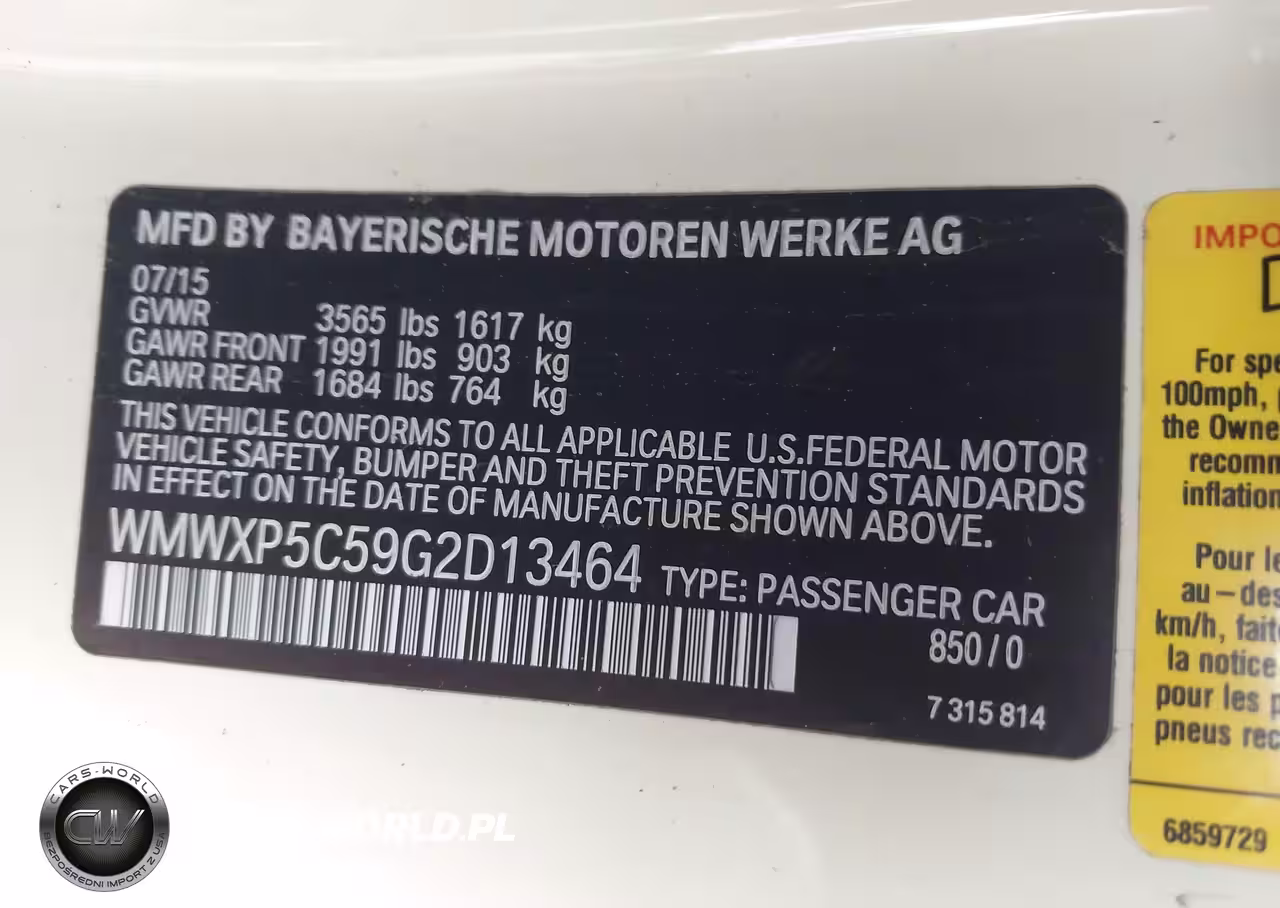 MFD BY BAYERISCHE MOTOREN WERKE AG
07/15
GVWR 3565 lbs 1617 kg
GAWR FRONT 1991 lbs 903 kg
GAWR REAR 1684 lbs 764 kg
THIS VEHICLE CONFORMS TO ALL APPLICABLE U.S.FEDERAL MOTOR
VEHICLE SAFETY, BUMPER AND THEFT PREVENTION STANDARDS
IN EFFECT ON THE DATE OF MANUFACTURE SHOWN ABOVE.
WMWXP5C59G2D13464 TYPE: PASSENGER CAR
850/0
7 315 814
IMPO
For spe
100mph,
the Owne
recomm
inflation
Pour le
au-des
km/h, fait
la notice
pour les p
pneus rec
6859729
CARS-WORLD
CW
BEZPOŚREDNI IMPORT Z USA
ORLD.PL